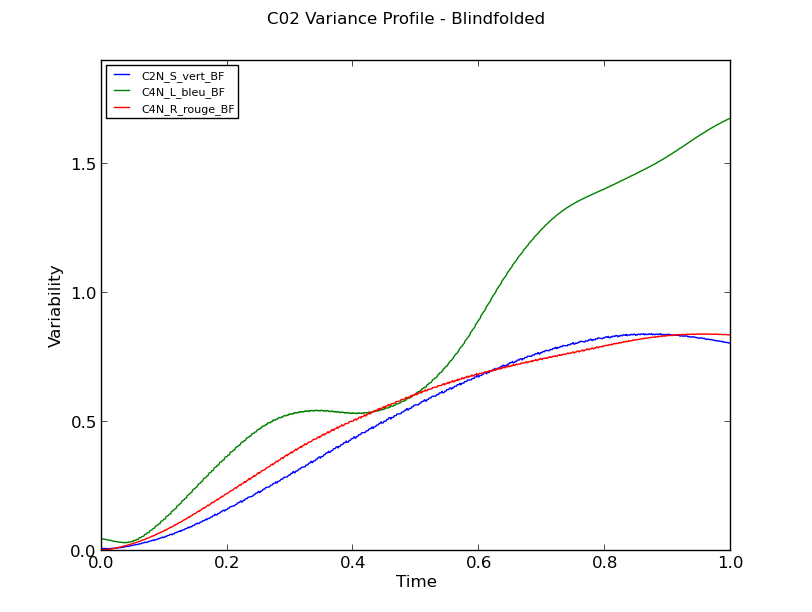 C02 Variance Profile - Blindfolded
C2N_S_vert_BF
C4N_L_bleu_BF
C4N_R_rouge_BF
1.5
1.0
0.5
0.0
Variability
0.0 0.2 0.4 0.6 0.8 1.0
Time